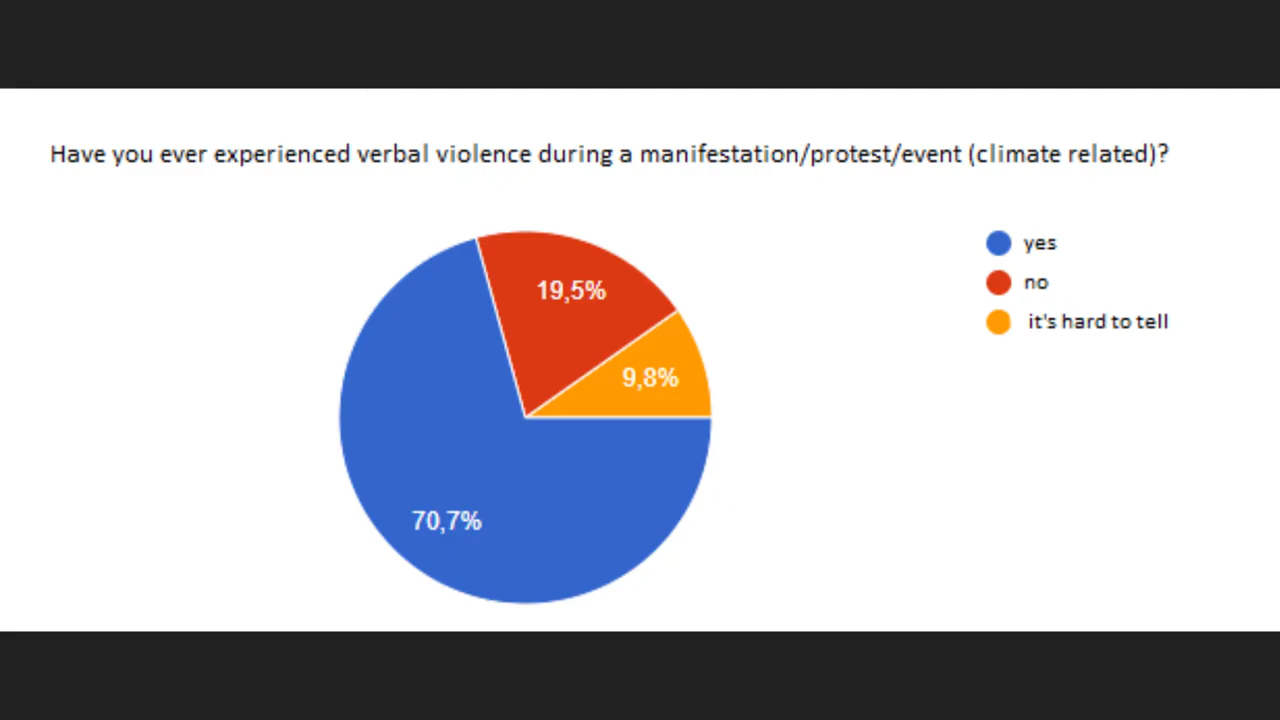 Have you ever experienced verbal violence during a manifestation/protest/event (climate related)?
yes
no
it's hard to tell
19,5%
9,8%
70,7%